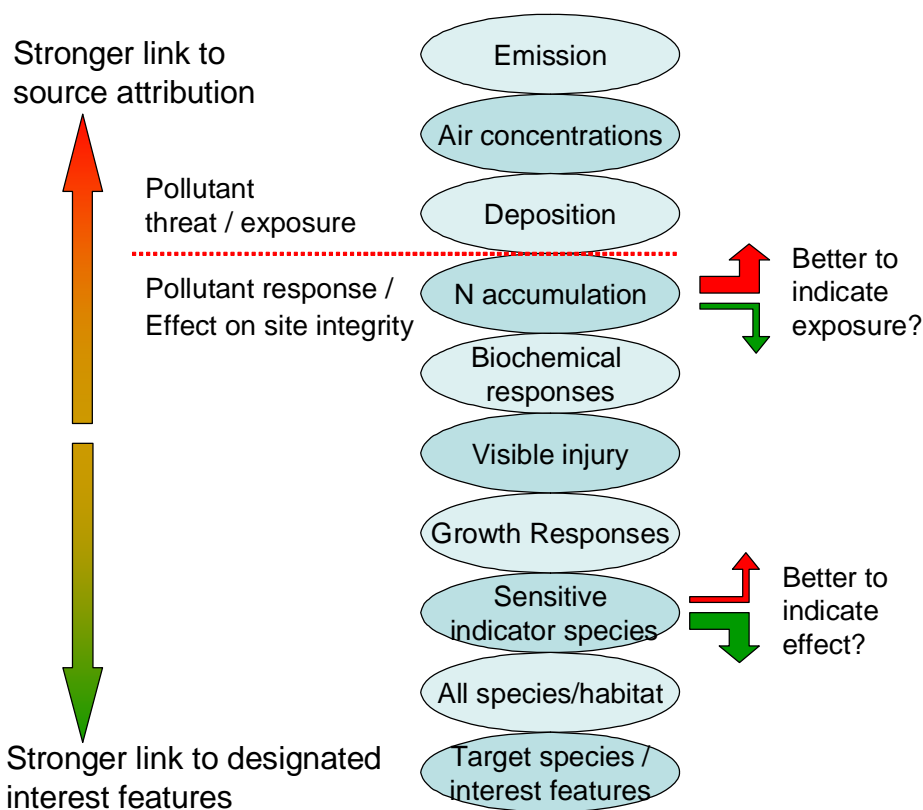 Stronger link to
source attribution
Pollutant
threat / exposure
Pollutant response /
Effect on site integrity
Stronger link to designated
interest features
Emission
Air concentrations
Deposition
N accumulation
Biochemical
responses
Visible injury
Growth Responses
Sensitive
indicator species
All species/habitat
Target species /
interest features
Better to
indicate
exposure?
Better to
indicate
effect?